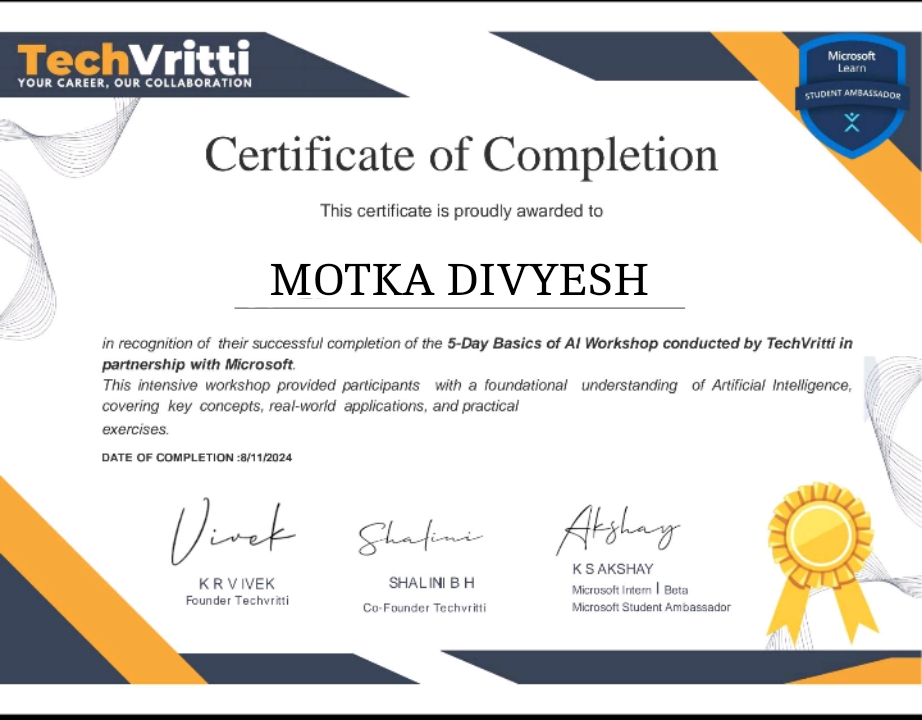 TechVritti
YOUR CAREER, OUR COLLABORATION
Microsoft
Learn
STUDENT AMBASSADOR
Certificate of Completion
This certificate is proudly awarded to
MOTKA DIVYESH
in recognition of their successful completion of the 5-Day Basics of AI Workshop conducted by TechVritti in
partnership with Microsoft.
This intensive workshop provided participants with a foundational understanding of Artificial Intelligence,
covering key concepts, real-world applications, and practical
exercises.
DATE OF COMPLETION :8/11/2024
Vivek
Shalini
Akshay
K R V IVEK
Founder Techvritti
SHALINI B H
Co-Founder Techvritti
K S AKSHAY
Microsoft Intern | Beta
Microsoft Student Ambassador